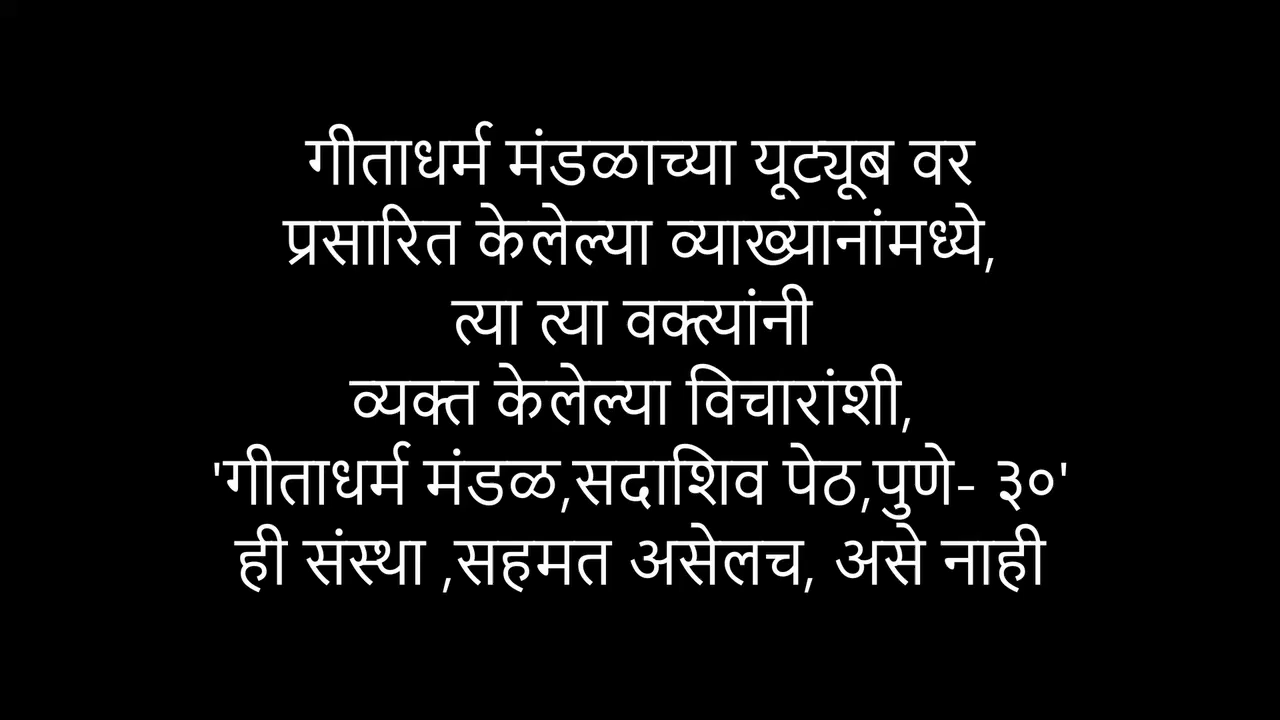 गीताधर्म मंडळाच्या यूट्यूब वर
प्रसारित केलेल्या व्याख्यानांमध्ये,
त्या त्या वक्त्यांनी
व्यक्त केलेल्या विचारांशी,
'गीताधर्म मंडळ,सदाशिव पेठ,पुणे- ३०'
ही संस्था ,सहमत असेलच, असे नाही